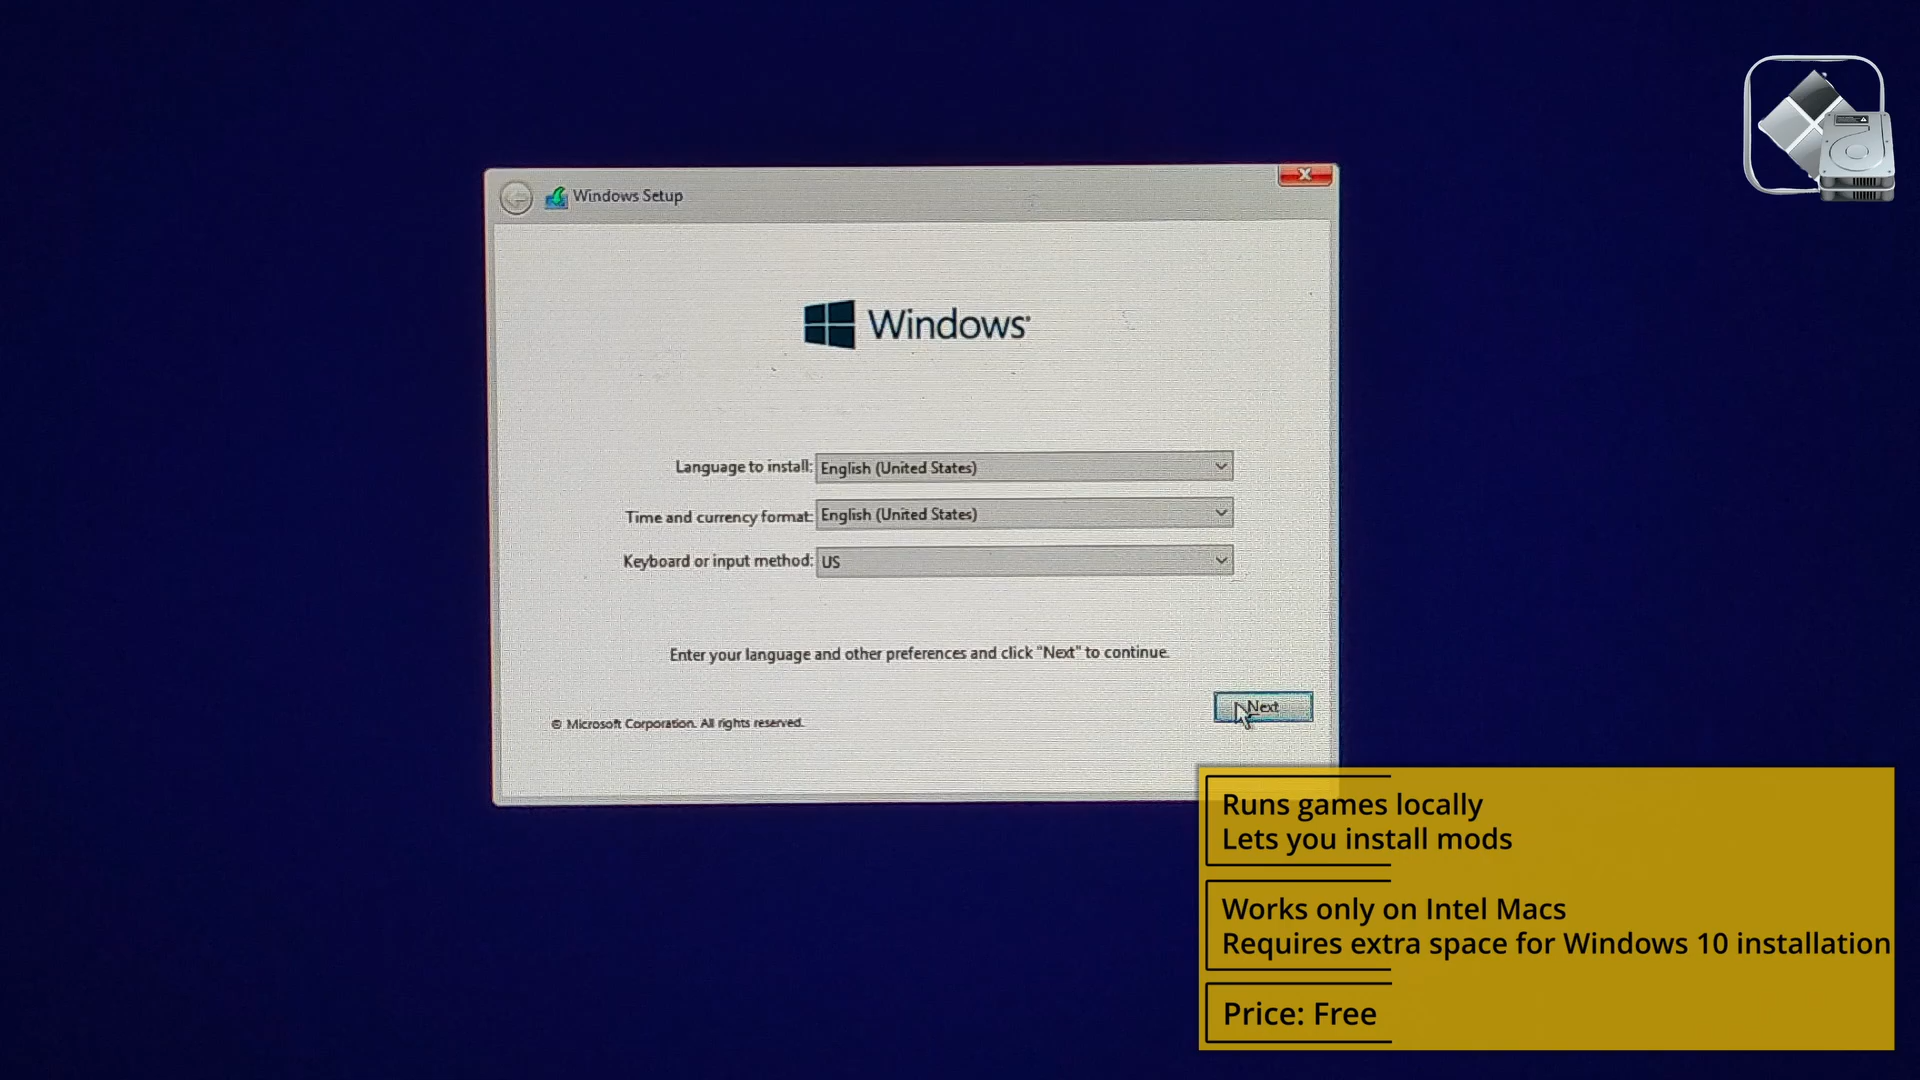 Windows Setup
Windows
Language to install: English (United States)
Time and currency format: English (United States)
Keyboard or input method: US
Enter your language and other preferences and click "Next" to continue.
Next
© Microsoft Corporation. All rights reserved.
Runs games locally
Lets you install mods
Works only on Intel Macs
Requires extra space for Windows 10 installation
Price: Free